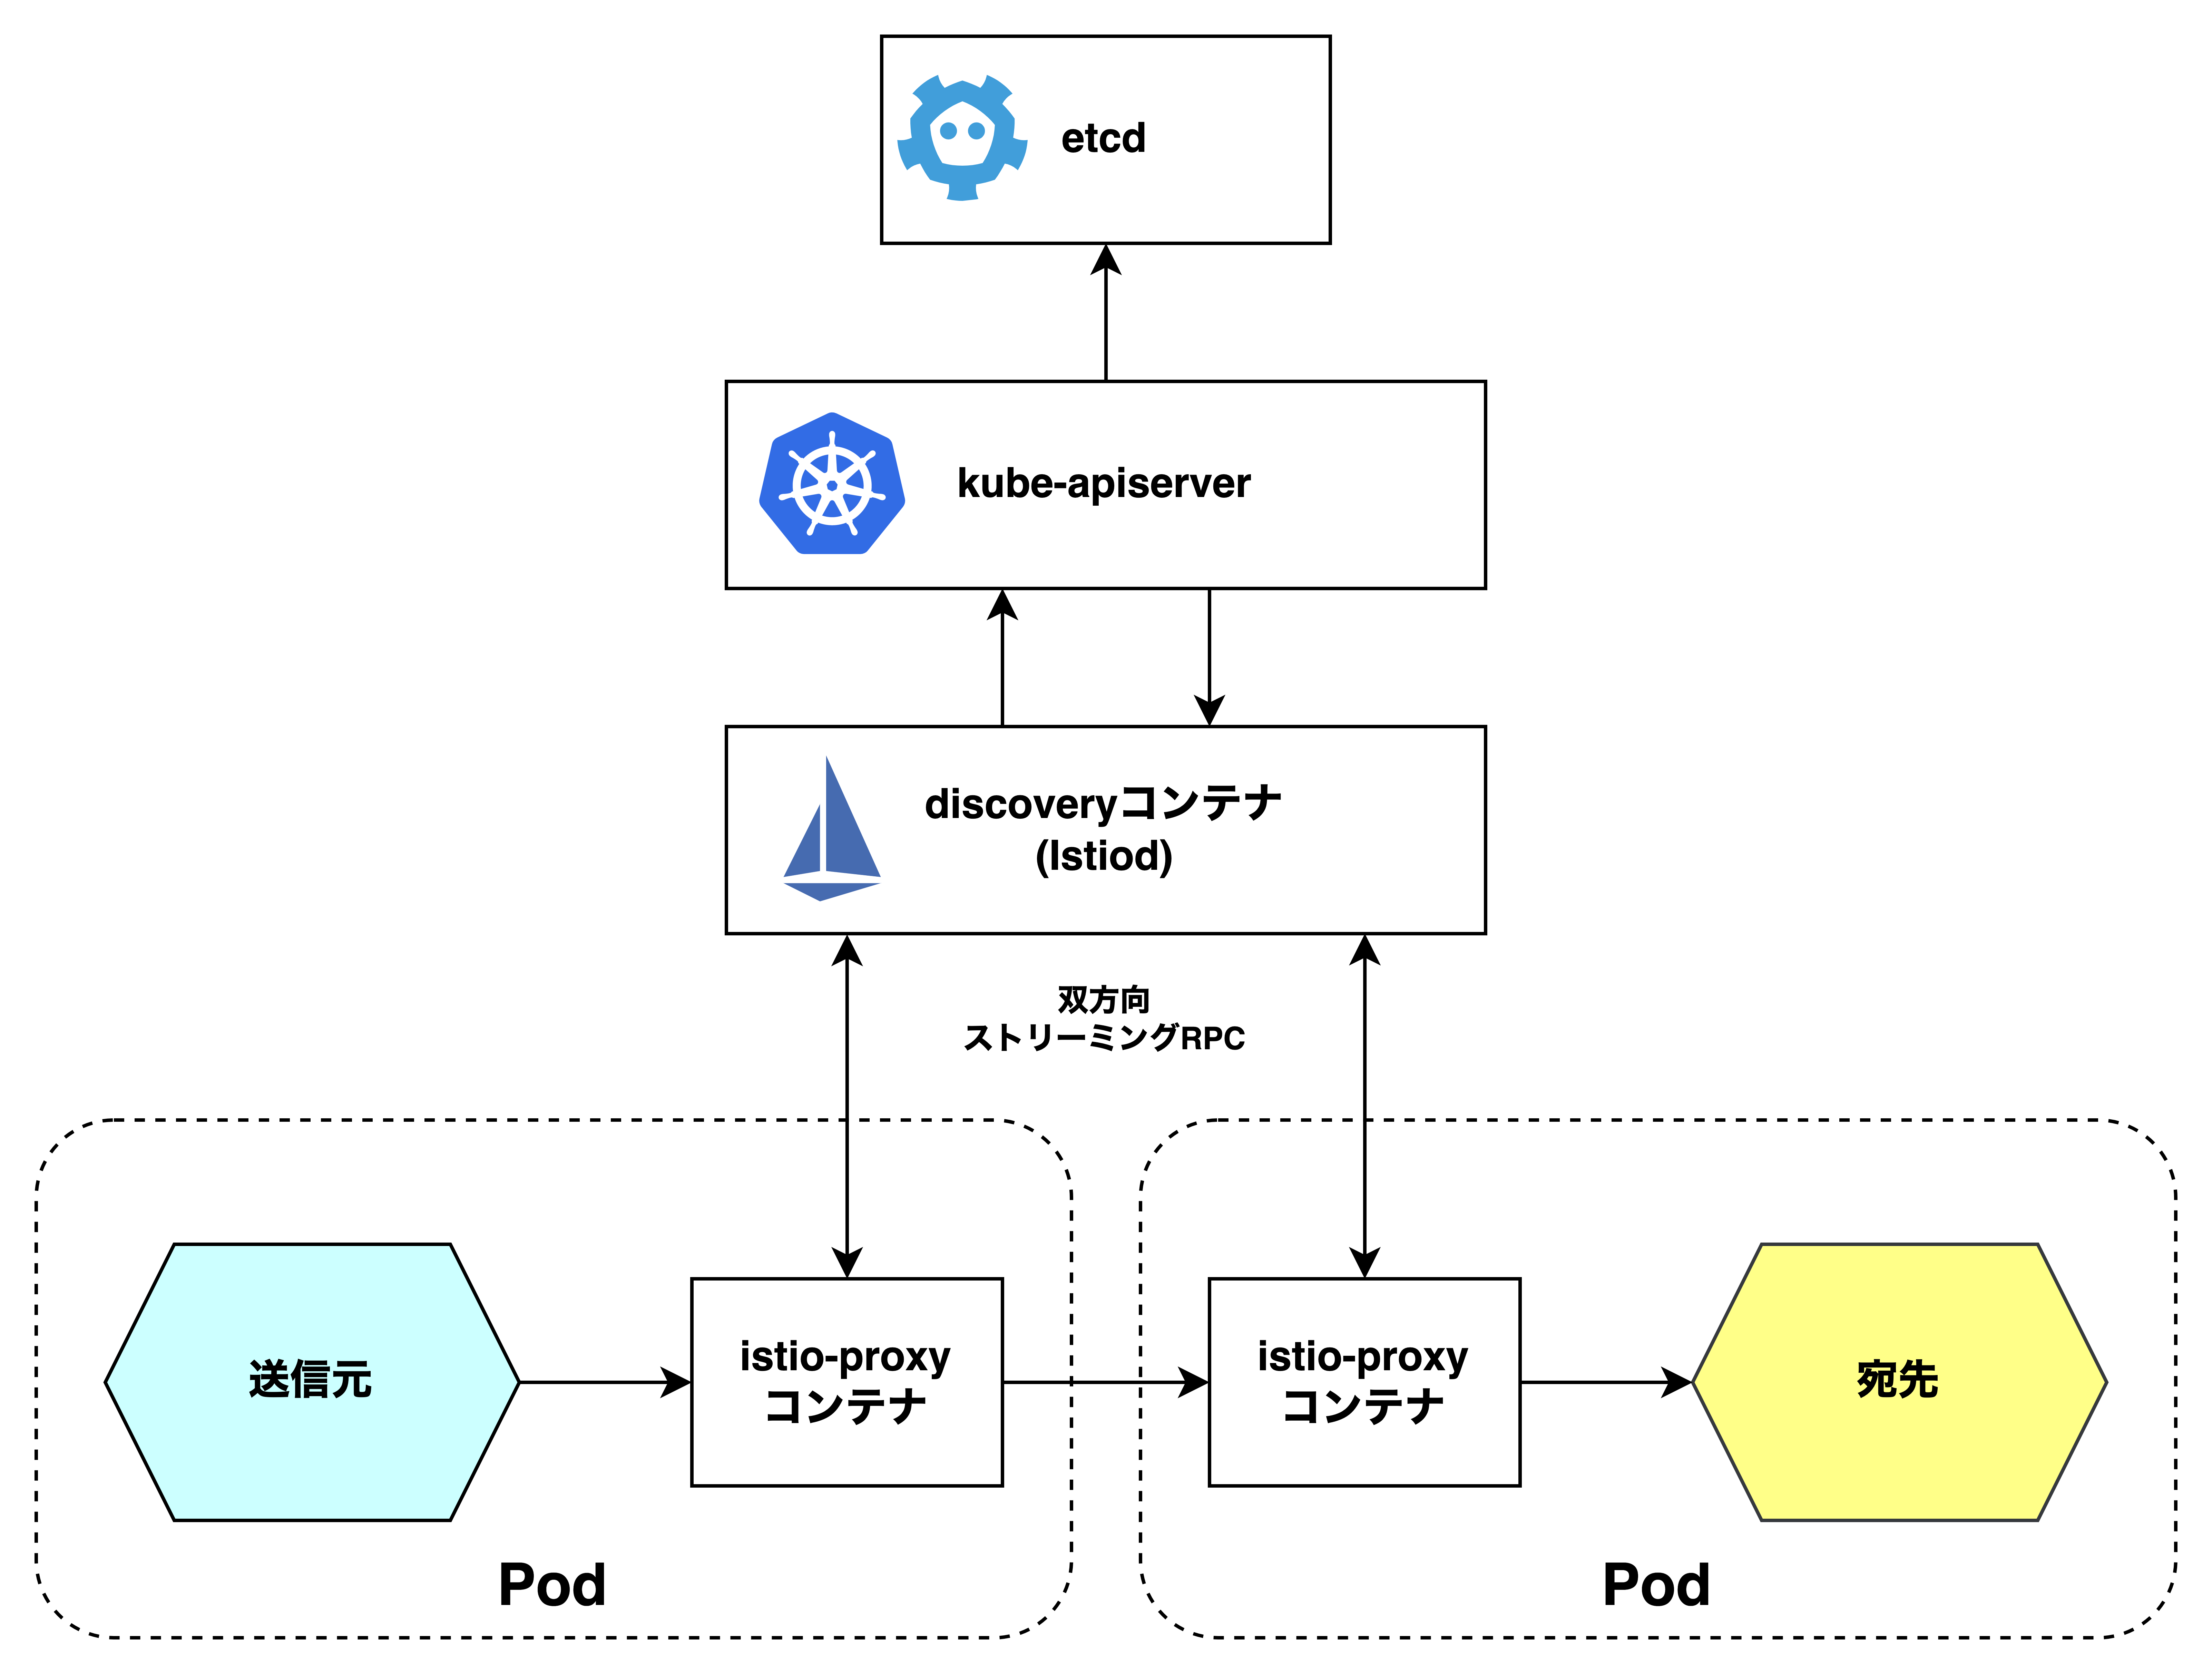 etcd
kube-apiserver
discoveryコンテナ
(Istiod)
双方向
ストリーミングRPC
送信元
istio-proxy
コンテナ
istio-proxy
コンテナ
宛先
Pod
Pod